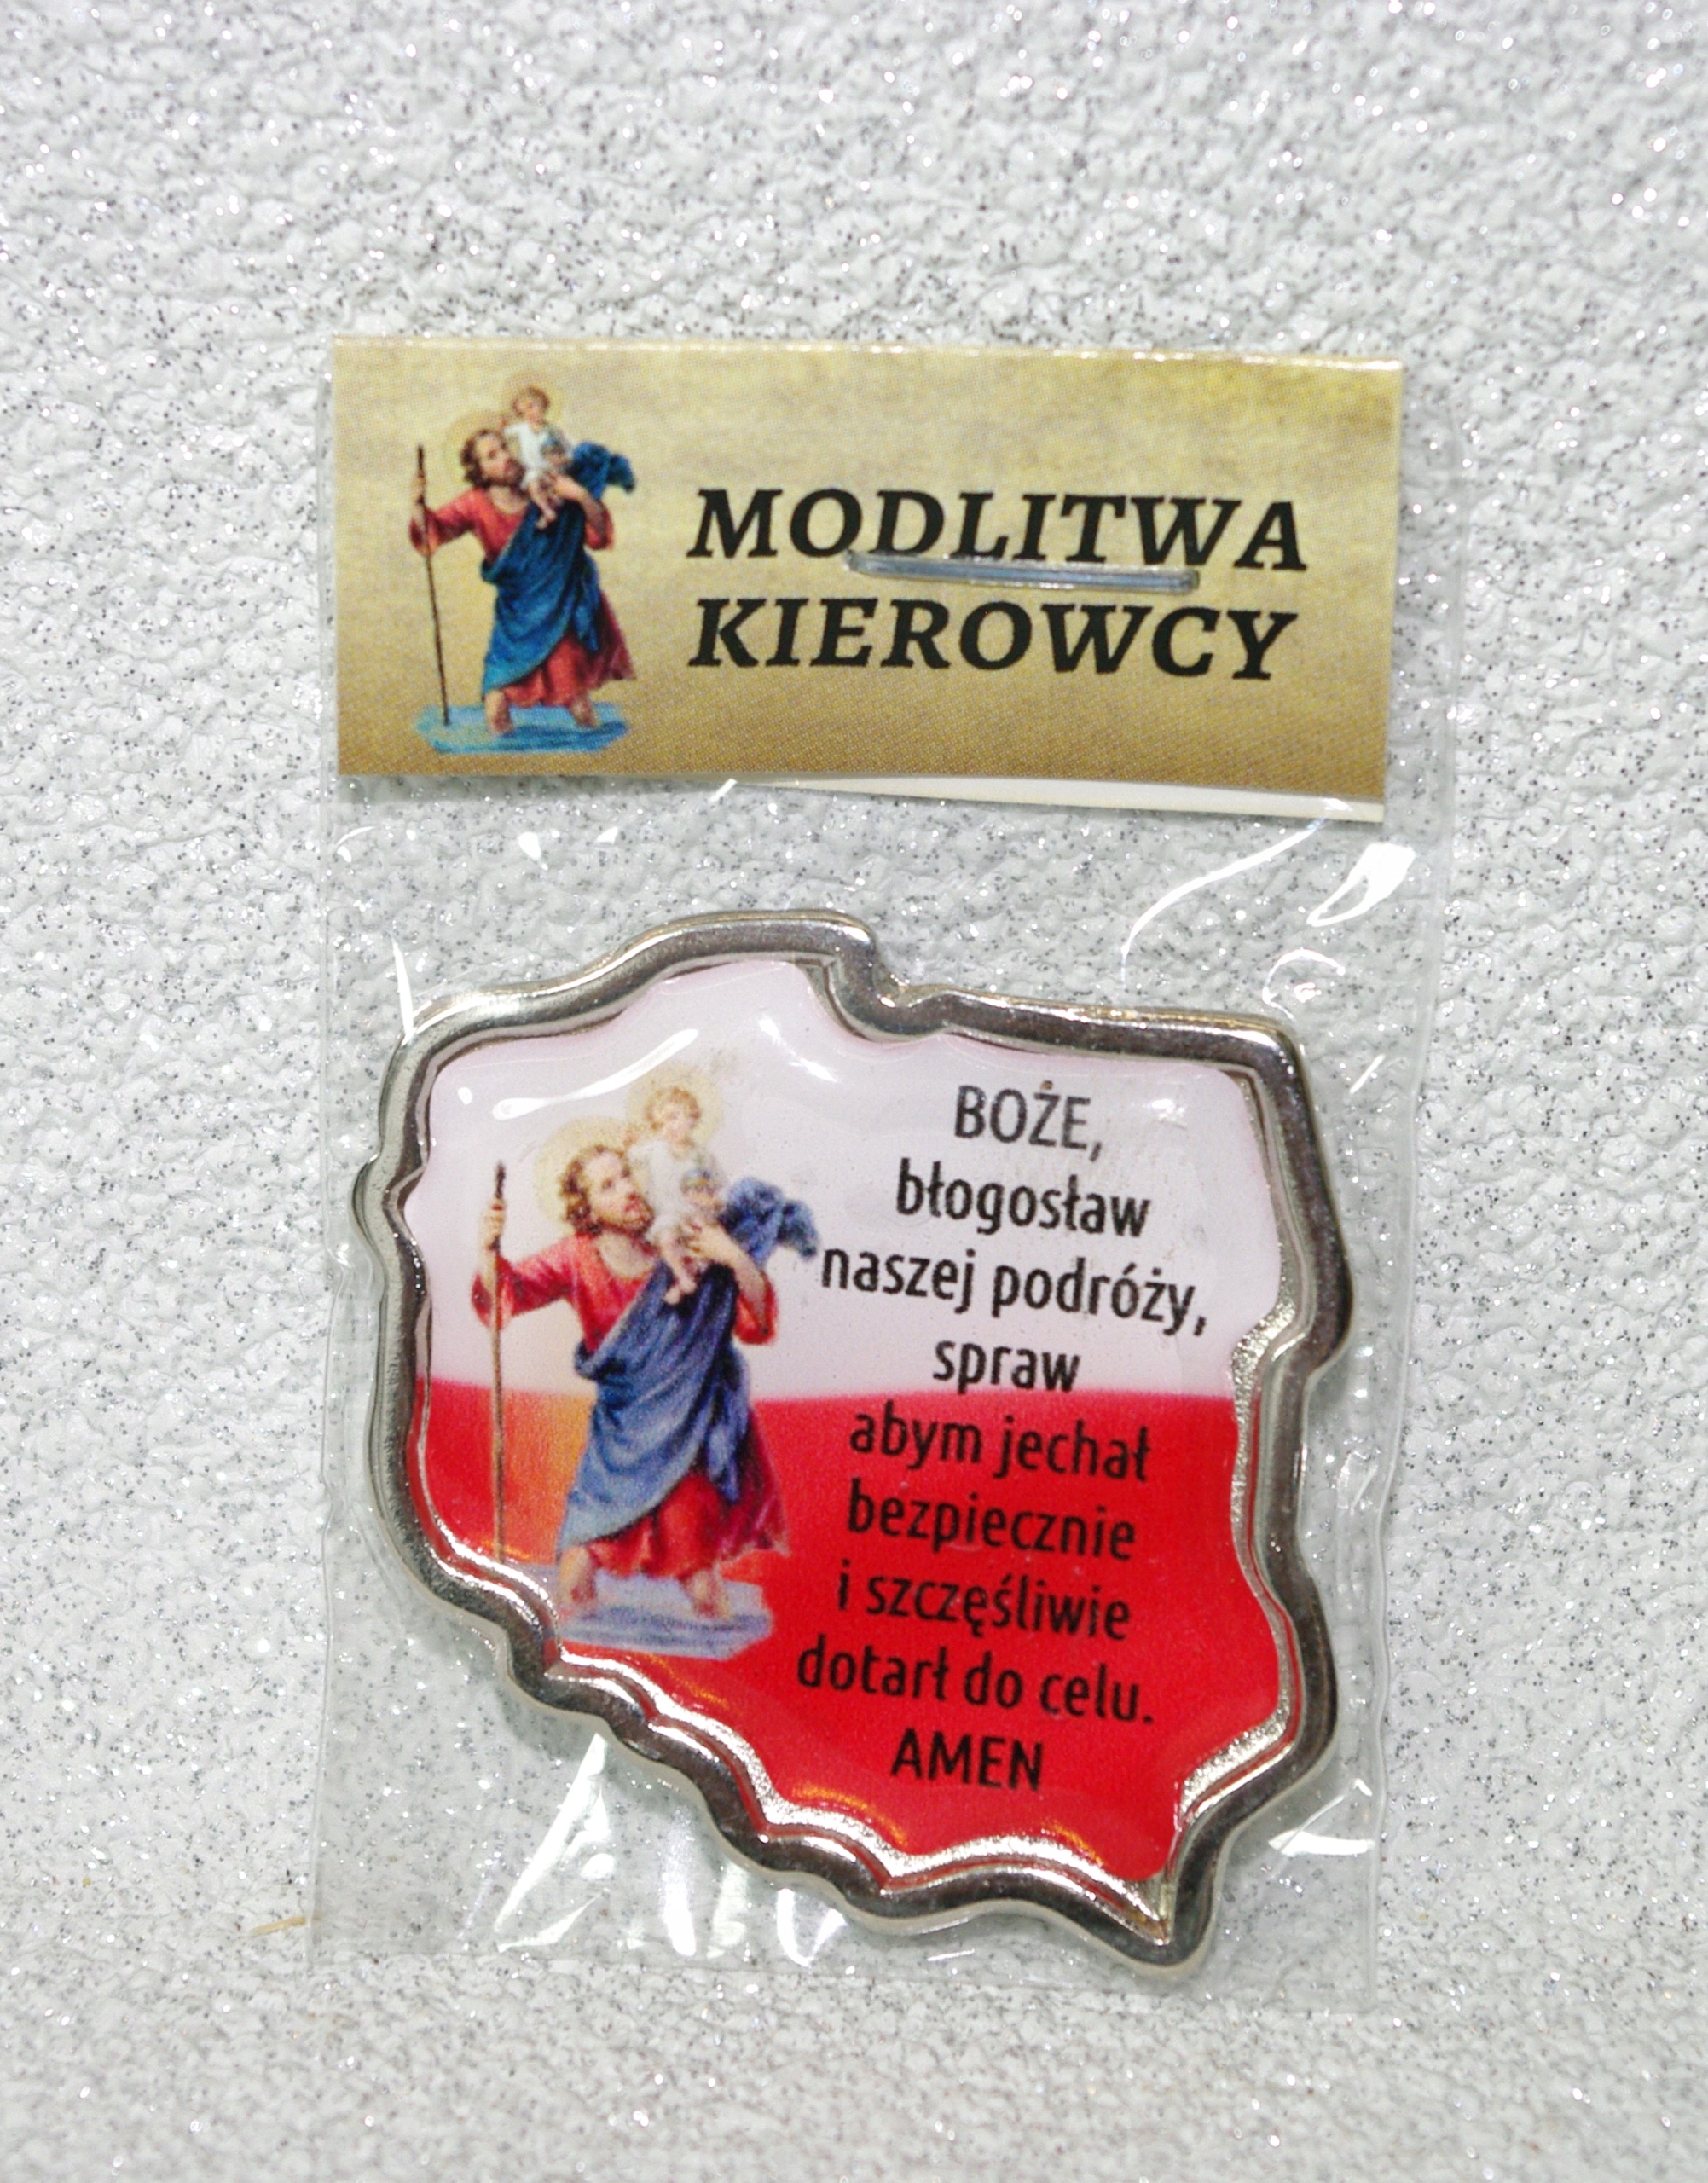 MODLITWA
KIEROWCY
BOŻE,
błogosław
naszej podróży,
spraw
abym jechał
bezpiecznie
i szczęśliwie
dotarł do celu.
AMEN